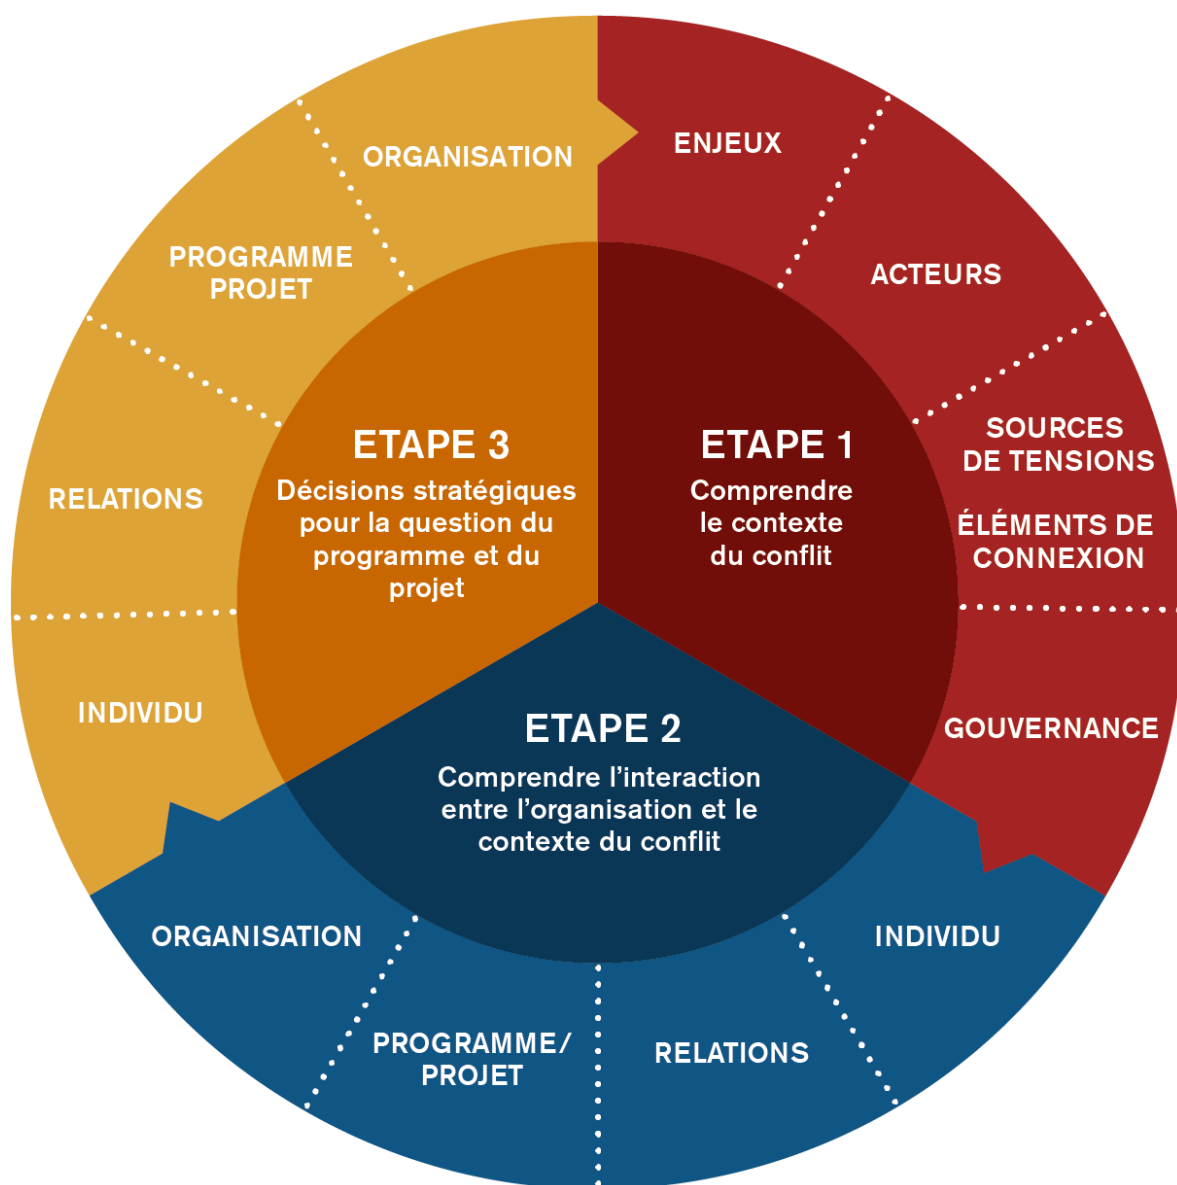 ETAPE 1
Comprendre
le contexte
du conflit
ENJEUX
ACTEURS
SOURCES
DE TENSIONS
ÉLÉMENTS DE
CONNEXION
GOUVERNANCE
ETAPE 2
Comprendre l’interaction
entre l’organisation et le
contexte du conflit
INDIVIDU
RELATIONS
PROGRAMME/
PROJET
ORGANISATION
ETAPE 3
Décisions stratégiques
pour la question du
programme et du
projet
INDIVIDU
RELATIONS
PROGRAMME
PROJET
ORGANISATION